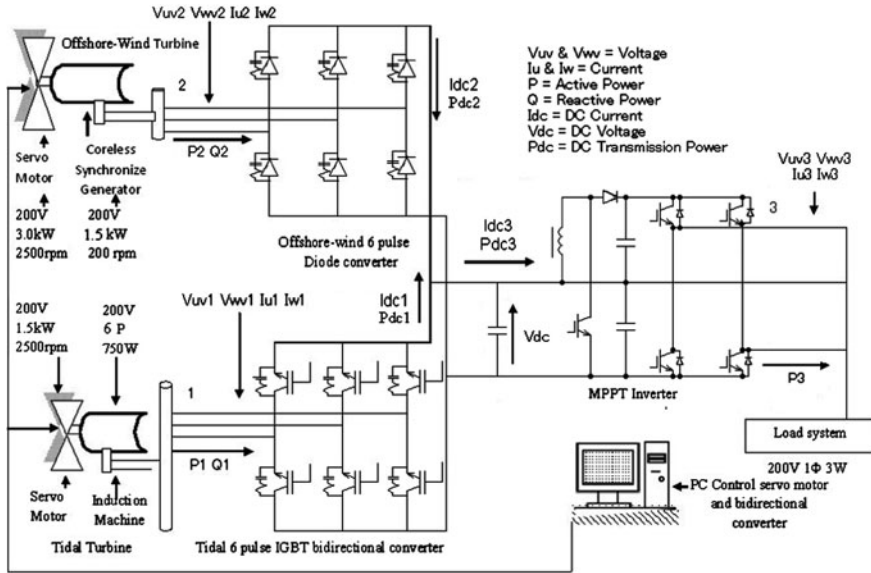 Vuv2 Vwv2 Iu2 Iw2
Offshore-Wind Turbine
2
P2 Q2
Servo
Motor
Coreless
Synchronize
Generator
200V
3.0kW
2500rpm
200V
1.5 kW
200 rpm
Idc2
Pdc2
Vuv & Vwv = Voltage
Iu & Iw = Current
P = Active Power
Q = Reactive Power
Idc = DC Current
Vdc = DC Voltage
Pdc = DC Transmission Power
Vuv3 Vwv3
Iu3 Iw3
3
Idc3
Pdc3
Offshore-wind 6 pulse
Diode converter
Idc1
Pdc1
Vdc
MPPT Inverter
P3
200V
1.5kW
2500rpm
200V
6 P
750W
Vuv1 Vwv1 Iu1 Iw1
1
P1 Q1
Servo
Motor
Induction
Machine
Tidal Turbine
Tidal 6 pulse IGBT bidirectional converter
Load system
200V 1Φ 3W
PC Control servo motor
and bidirectional
converter